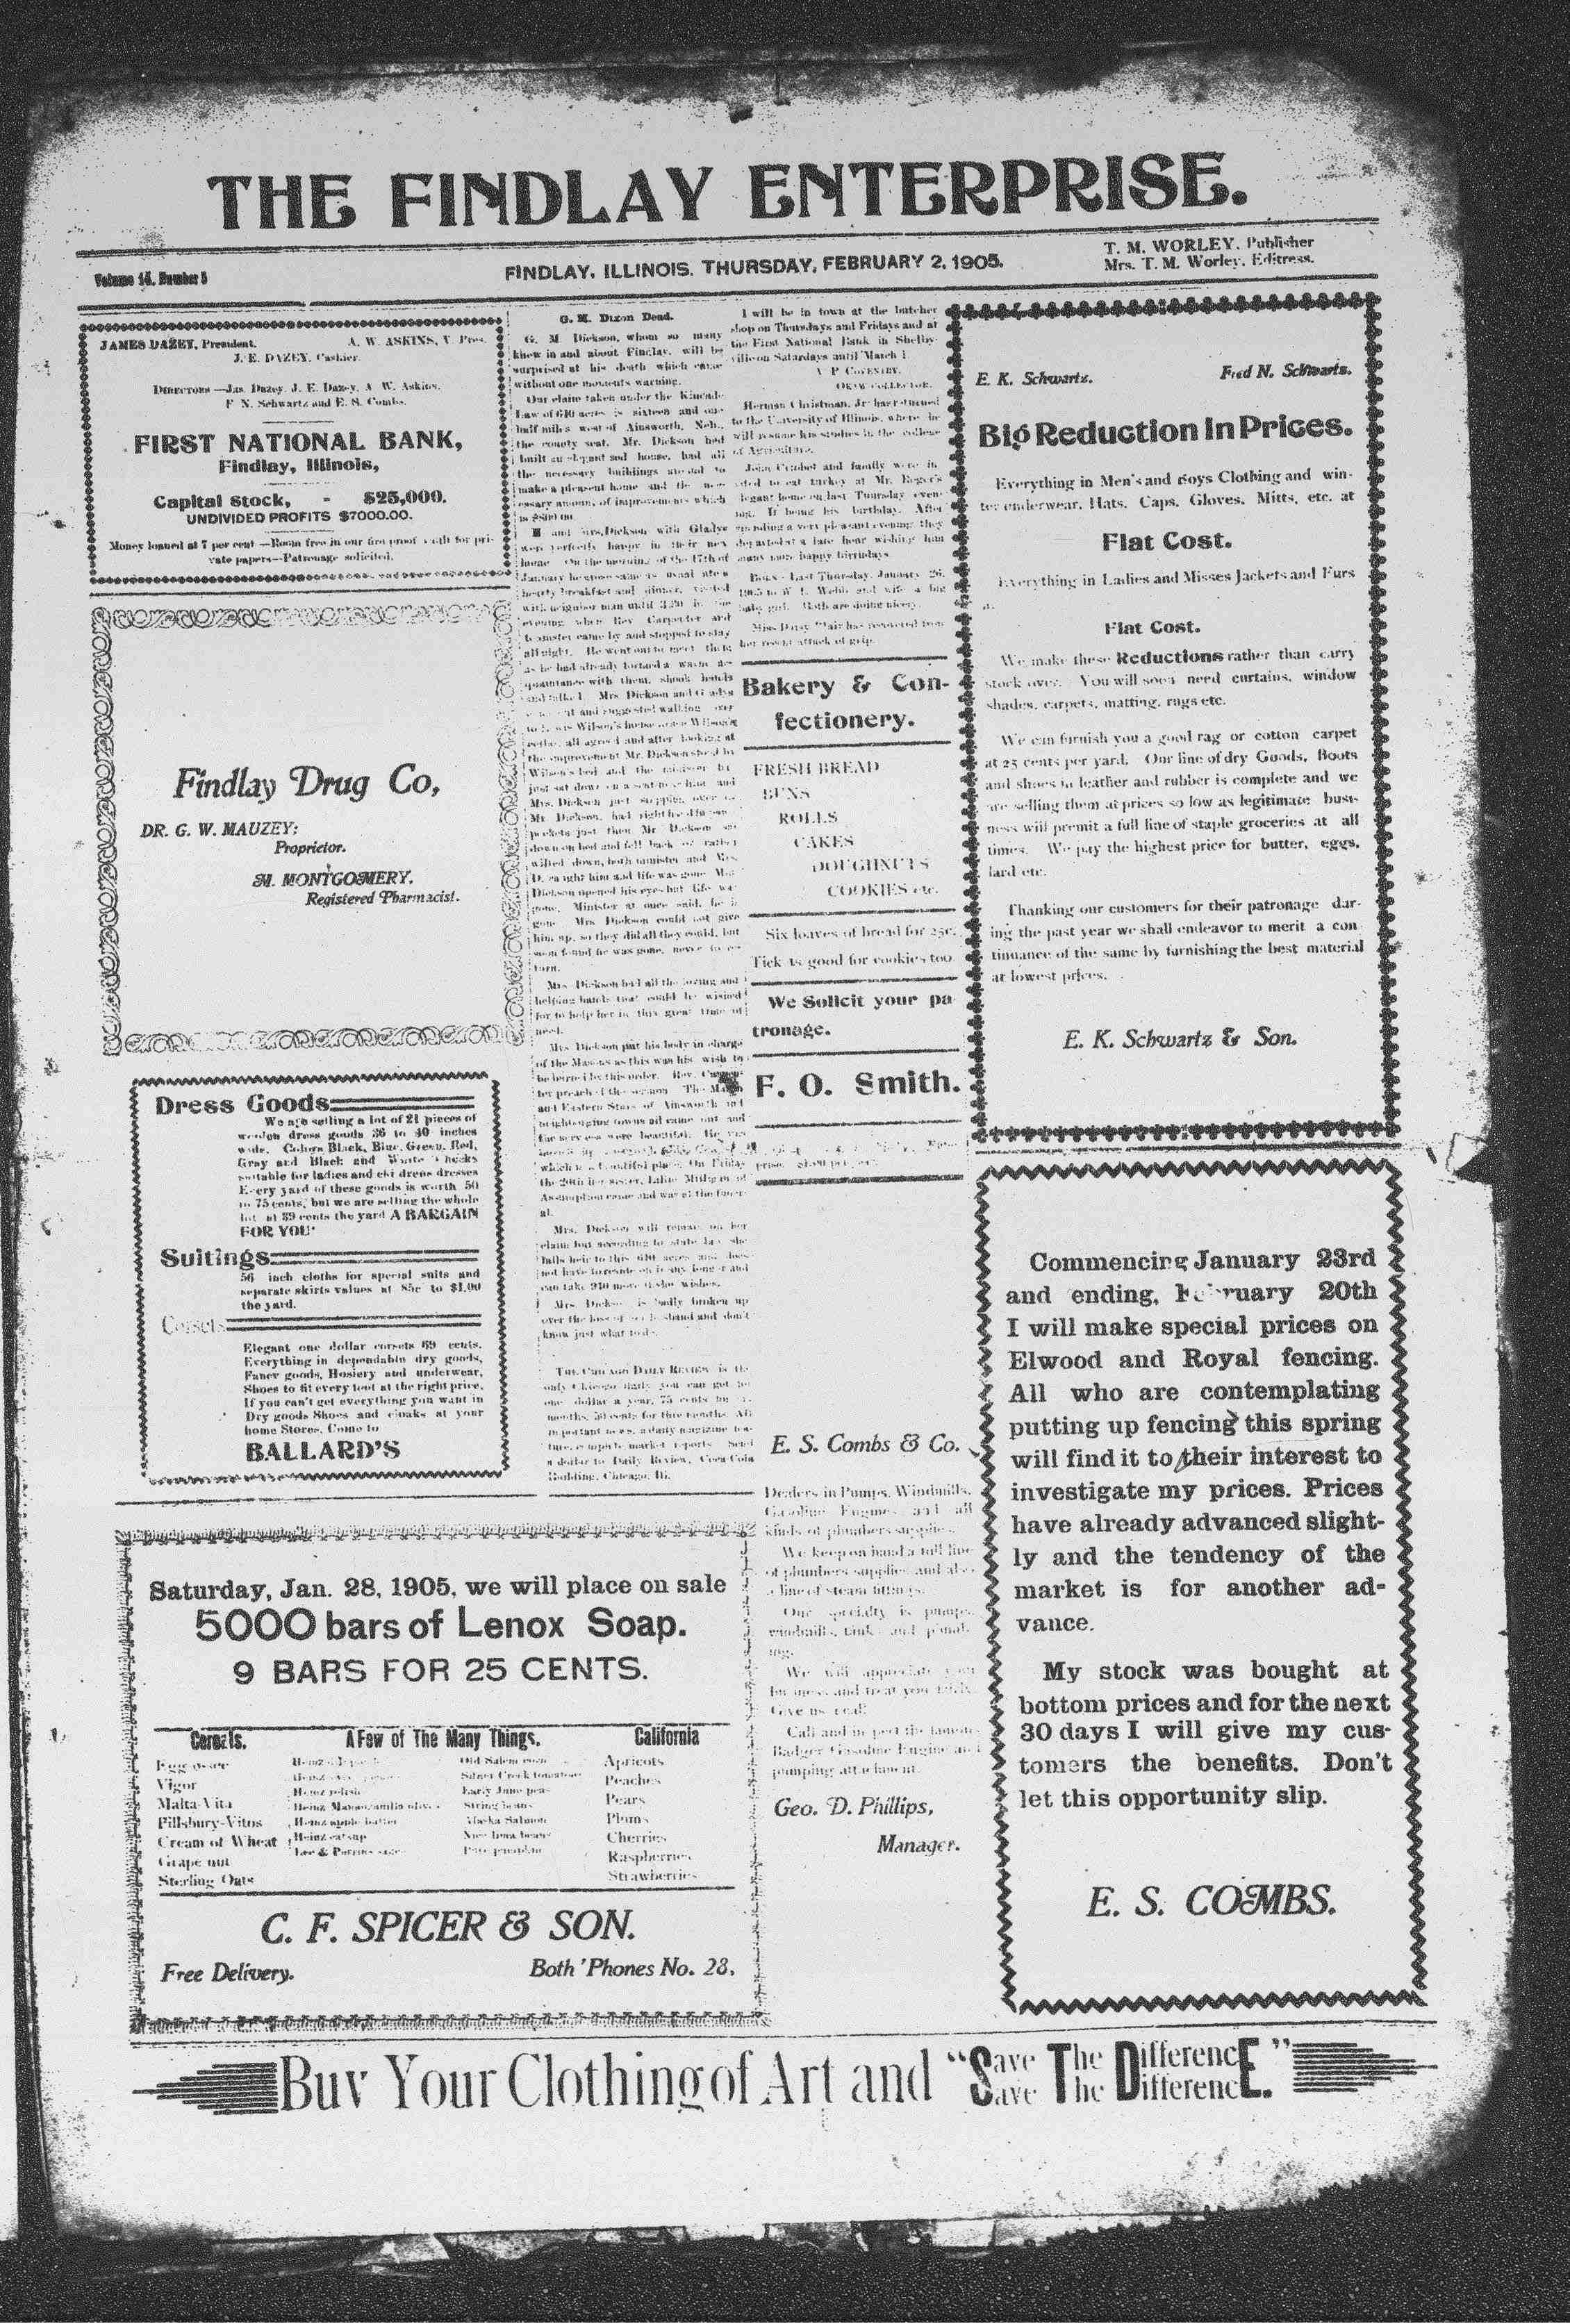 THE FINDLAY ENTERPRISE.
Volume 14, Number 5
FINDLAY, ILLINOIS, THURSDAY, FEBRUARY 2, 1905.
T. M. WORLEY, Publisher
Mrs. T. M. Worley, Editress.
JAMES DAZEY, President. A. W. ASKINS, V. Pres.
J. E. DAZEY, Cashier.
DIRECTORS—Jas. Dazey, J. E. Dazey, A. W. Askins,
F. N. Schwartz and E. S. Combs.
FIRST NATIONAL BANK,
Findlay, Illinois,
Capital Stock, - $25,000.
UNDIVIDED PROFITS $7000.00.
Money loaned at 7 per cent—Room free in our fire proof vault for pri-
vate papers—Patronage solicited.
Findlay Drug Co,
DR. G. W. MAUZEY:
Proprietor.
M. MONTGOMERY,
Registered Pharmacist.
Dress Goods
We are selling a lot of 21 pieces of
woolen dress goods 36 to 40 inches
wide. Colors Black, Blue, Green, Red,
Gray and Black and White Checks
suitable for ladies and childrens dresses
Every yard of these goods is worth 50
to 75 cents, but we are selling the whole
lot at 39 cents the yard A BARGAIN
FOR YOU
Suitings
56 inch cloths for special suits and
separate skirts values at 85c to $1.00
the yard.
Corsets
Elegant one dollar corsets 69 cents.
Everything in dependable dry goods,
Fancy goods, Hosiery and underwear,
Shoes to fit every foot at the right price.
If you can't get everything you want in
Dry goods Shoes and cloaks at your
home Stores, Come to
BALLARD'S
G. M. Dixon Dead.
G. M. Dickson, whom so many
knew in and about Findlay, will be
surprised at his death which came
without one moments warning.
Our claim taken under the Kincade
Law of 640 acres is sixteen and one
half miles west of Ainsworth, Neb.,
the county seat. Mr. Dickson had
built an elegant sod house, had all
the necessary buildings around to
make a pleasant home and the nec-
essary amount of improvements which
is $800.00
and Mrs. Dickson with Gladys
were perfectly happy in their new
home On the morning of the 17th of
January he arose same as usual ate a
hearty breakfast and dinner, visited
with neighbor man until 3:30 in the
evening when Rev Carpenter and
teamster came by and stopped to stay
all night. He went out to meet them
as he had already formed a warm ac-
quaintance with them, shook hands
and talked. Mrs. Dickson and Gladys
and suggested walking over
to Wilson's house
all agreed and after looking at
the improvement Mr. Dickson stood by
Wilson's bed and the minister had
just sat down
Mrs. Dickson just stepping over to
Mr. Dickson, had right hand in
pockets just then Mr. Dickson sat
down on bed and fell back or rather
wilted down, both minister and Mrs.
D. caught him and life was gone Mr.
Dickson opened his eyes but life was
gone. Minister at once said, he is
gone. Mrs. Dickson could not give
him up, so they did all they could, but
soon found he was gone, never to re-
turn.
Mrs. Dickson had all the loving and
helping hands that could be wished
for to help her in this great time of
need.
Mrs. Dickson put his body in charge
of the Masons as this was his wish to
be buried by this order. Rev. Carpen-
ter preached the sermon The Masons
and Eastern Stars of Ainsworth and
neighboring towns all came out and
the services were beautiful. He was
which is a beautiful place. On Friday
the 20th his sister, Lahie Milligan of
Assumption came and was at the funer-
al.
Mrs. Dickson will remain on her
claim but according to state law she
falls heir to this 640 acres and does
not have to reside on it any longer and
can take 940 more if she wishes.
Mrs. Dickson is badly broken up
over the loss of her husband and don't
know just what to do.
THE CHICAGO DAILY REVIEW is the
only Chicago daily you can get for
one dollar a year, 75 cents for
months, 50 cents for three months. All
important news, a daily magazine fea-
ture, complete market reports Send
a dollar to Daily Review, Coca Cola
Building, Chicago, Ill.
I will be in town at the butcher
shop on Thursdays and Fridays and at
the First National Bank in Shelby-
ville on Saturdays until March 1.
A. P. COVENTRY,
OKAW COLLECTOR.
Herman Christman, Jr. has returned
to the University of Illinois, where he
will resume his studies in the college
of Agriculture.
John and family were in-
vited to eat turkey at Mr. Reger's
elegant home on last Tuesday even-
ing. It being his birthday. After
spending a very pleasant evening they
departed at a late hour wishing him
many more happy birthdays
BORN—Last Thursday, January 26,
1905 to W. L. Webb and wife a big
baby girl. Both are doing nicely.
Miss Daisy has recovered from
her recent attack of grip.
Bakery & Con-
fectionery.
FRESH BREAD
BUNS
ROLLS
CAKES
DOUGHNUTS
COOKIES etc.
Six loaves of bread for 25c.
Tickets good for cookies too.
We Solicit your pa
tronage.
F. O. Smith.
E. S. Combs & Co.
Dealers in Pumps, Windmills,
Gasoline Engines and all
kinds of plumbers supplies.
We keep on hand a full line
of plumbers supplies and also
a line of steam fittings.
Our specialty is pumps,
windmills, tanks and plumb-
ing.
We will appreciate your
business and treat you
Give us a call
Call and inspect the famous
Badger Gasoline Engine and
pumping attachment.
Geo. D. Phillips,
Manager.
E. K. Schwartz. Fred N. Schwartz.
Big Reduction In Prices.
Everything in Men's and Boys Clothing and win-
ter underwear, Hats, Caps, Gloves, Mitts, etc. at
Flat Cost.
Everything in Ladies and Misses Jackets and Furs
at
Flat Cost.
We make these Reductions rather than carry
stock over. You will soon need curtains, window
shades, carpets, matting, rugs etc.
We can furnish you a good rag or cotton carpet
at 25 cents per yard. Our line of dry Goods, Boots
and shoes in leather and rubber is complete and we
are selling them at prices so low as legitimate busi-
ness will premit a full line of staple groceries at all
times. We pay the highest price for butter, eggs,
lard etc.
Thanking our customers for their patronage dur-
ing the past year we shall endeavor to merit a con
tinuance of the same by furnishing the best material
at lowest prices.
E. K. Schwartz & Son.
Commencing January 23rd
and ending, February 20th
I will make special prices on
Elwood and Royal fencing.
All who are contemplating
putting up fencing this spring
will find it to their interest to
investigate my prices. Prices
have already advanced slight-
ly and the tendency of the
market is for another ad-
vance.
My stock was bought at
bottom prices and for the next
30 days I will give my cus-
tomers the benefits. Don't
let this opportunity slip.
E. S. COMBS.
Saturday, Jan. 28, 1905, we will place on sale
5000 bars of Lenox Soap.
9 BARS FOR 25 CENTS.
Cereals.
Egg-o-see
Vigor
Malta-Vita
Pillsbury-Vitos
Cream of Wheat
Grape nut
Sterling Oats
A Few of The Many Things.
Heinz relish
Heinz Manzanilla olives
Heinz apple butter
Heinz catsup
Lea & Perrins sauce
Old Salem corn
Silver Creek tomatoes
Early June peas
String beans
Alaska Salmon
Nice lima beans
Pure pumpkin
California
Apricots
Peaches
Pears
Plums
Cherries
Raspberries
Strawberries
C. F. SPICER & SON.
Free Delivery. Both 'Phones No. 28.
Buy Your Clothing of Art and "Save The DifferencE."
Save The DifferencE.